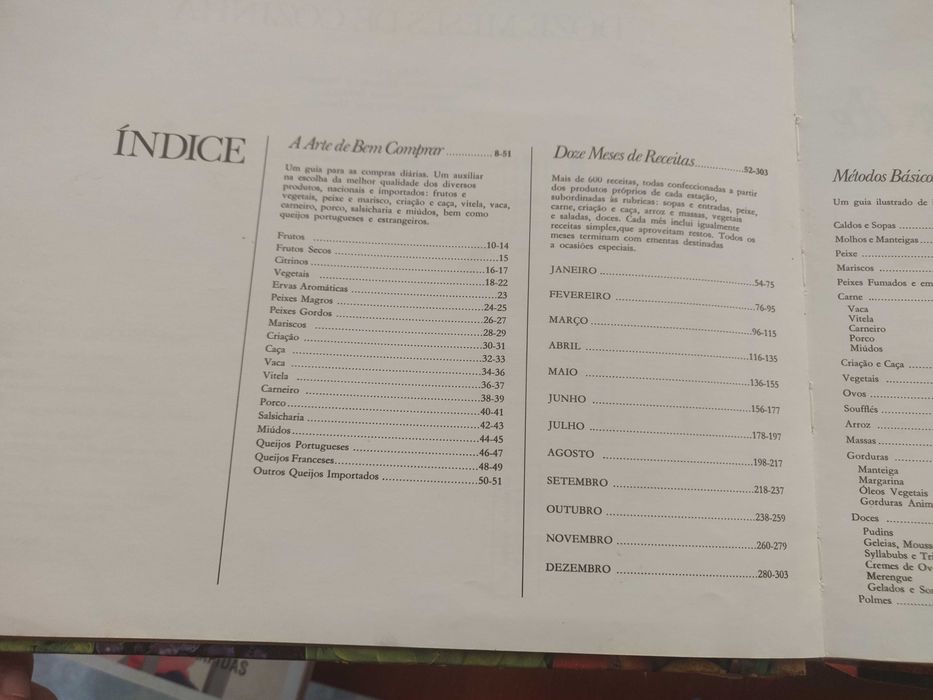 ÍNDICE
A Arte de Bem Comprar .............. 8-51
Um guia para as compras diárias. Um auxiliar
na escolha da melhor qualidade dos diversos
produtos, nacionais e importados: frutos e
vegetais, peixe e marisco, criação e caça, vitela, vaca,
carneiro, porco, salsicharia e miúdos, bem como
queijos portugueses e estrangeiros.
Frutos ..............10-14
Frutos Secos ..............15
Citrinos ..............16-17
Vegetais ..............18-22
Ervas Aromáticas ..............23
Peixes Magros ..............24-25
Peixes Gordos ..............26-27
Mariscos ..............28-29
Criação ..............30-31
Caça ..............32-33
Vaca ..............34-36
Vitela ..............36-37
Carneiro ..............38-39
Porco..............40-41
Salsicharia ..............42-43
Miúdos..............44-45
Queijos Portugueses ..............46-47
Queijos Franceses..............48-49
Outros Queijos Importados ..............50-51
Doze Meses de Receitas..............52-303
Mais de 600 receitas, todas confeccionadas a partir
dos produtos próprios de cada estação,
subordinadas às rubricas: sopas e entradas, peixe,
carne, criação e caça, arroz e massas, vegetais
e saladas, doces. Cada mês inclui igualmente
receitas simples,que aproveitam restos. Todos os
meses terminam com ementas destinadas
a ocasiões especiais.
JANEIRO ..............54-75
FEVEREIRO ..............76-95
MARÇO ..............96-115
ABRIL ..............116-135
MAIO ..............136-155
JUNHO ..............156-177
JULHO ..............178-197
AGOSTO ..............198-217
SETEMBRO ..............218-237
OUTUBRO ..............238-259
NOVEMBRO ..............260-279
DEZEMBRO ..............280-303
Métodos Básico
Um guia ilustrado de
Caldos e Sopas ..............
Molhos e Manteigas....
Peixe ..............
Mariscos ..............
Peixes Fumados e em
Carne ..............
Vaca
Vitela
Carneiro
Porco
Miúdos
Criação e Caça ........
Vegetais ..............
Ovos ..............
Soufflés ..............
Arroz ..............
Massas..............
Gorduras ..............
Manteiga
Margarina
Óleos Vegetais
Gorduras Anim
Doces ..............
Pudins
Geleias, Mouss
Syllabubs e Tri
Cremes de Ov
Merengue
Gelados e Sor
Polmes ..............